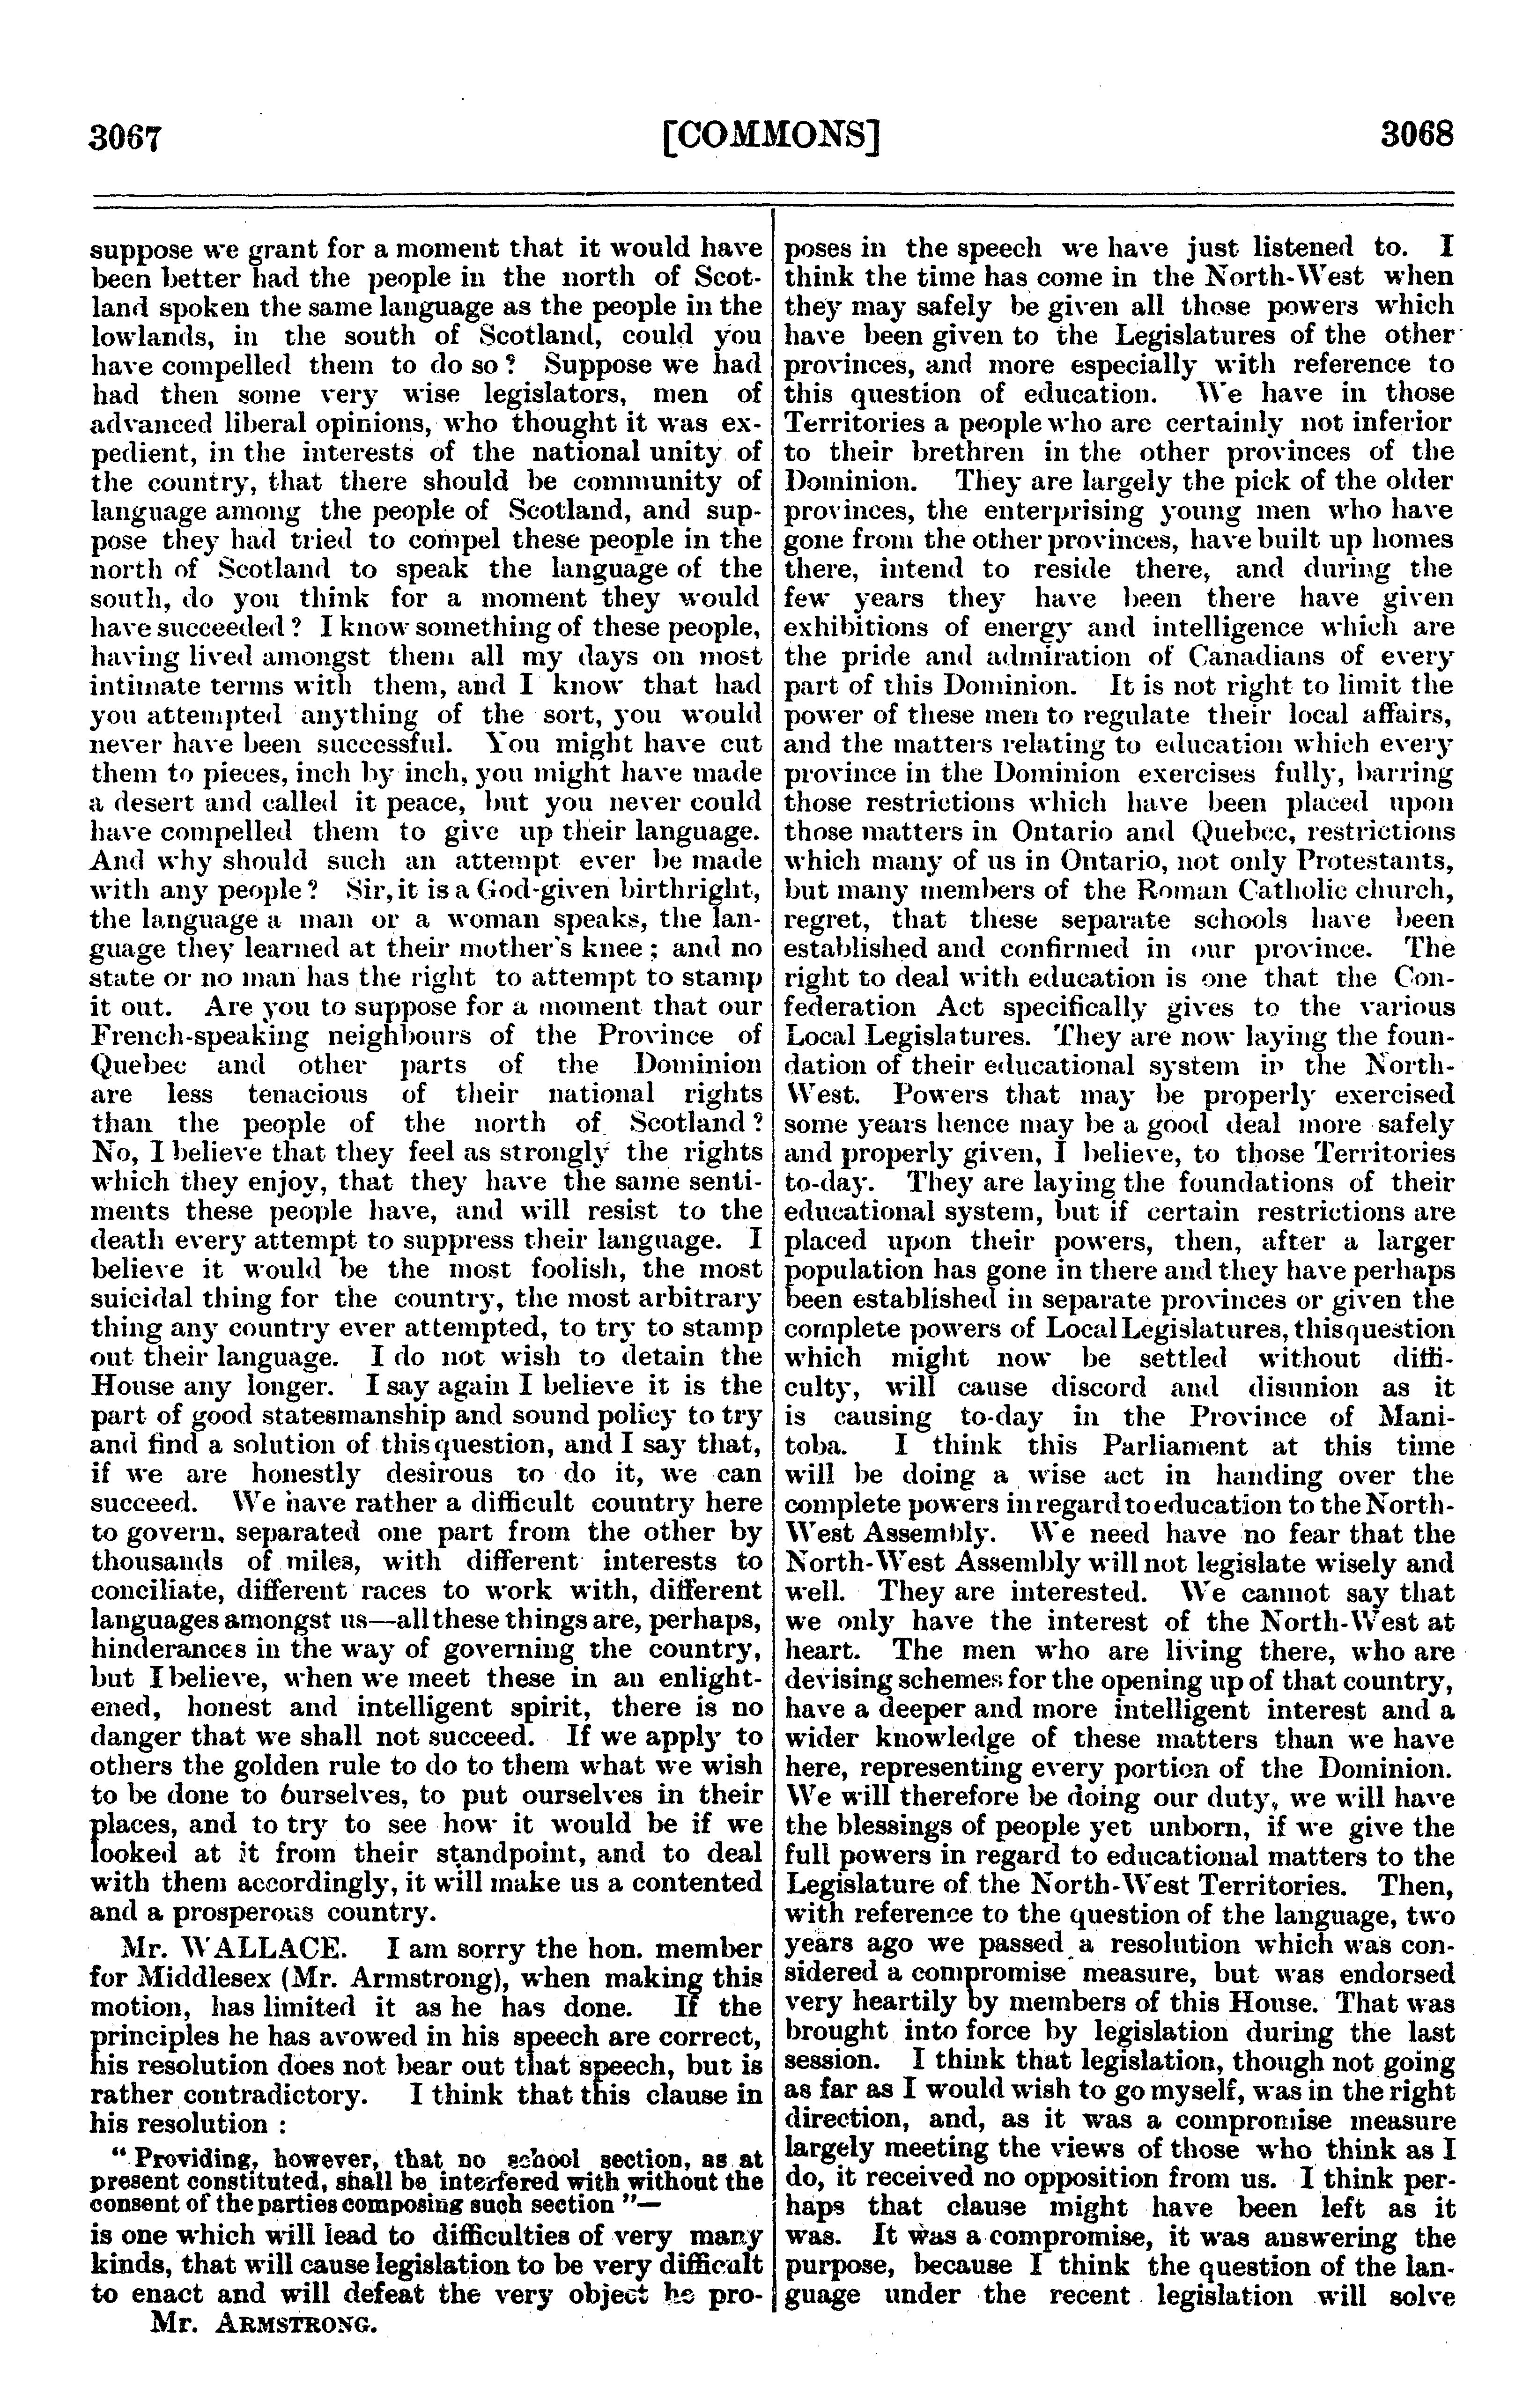 3067 [COMMONS] 3068
suppose we grant for a moment that it would have
been better had the people in the north of Scot-
land spoken the same language as the people in the
lowlands, in the south of Scotland, could you
have compelled them to do so? Suppose we had
had then some very wise legislators, men of
advanced liberal opinions, who thought it was ex-
pedient, in the interests of the national unity of
the country, that there should be community of
language among the people of Scotland, and sup-
pose they had tried to compel these people in the
north of Scotland to speak the language of the
south, do you think for a moment they would
have succeeded? I know something of these people,
having lived amongst them all my days on most
intimate terms with them, and I know that had
you attempted anything of the sort, you would
never have been successful. You might have cut
them to pieces, inch by inch, you might have made
a desert and called it peace, but you never could
have compelled them to give up their language.
And why should such an attempt ever be made
with any people? Sir, it is a God-given birthright,
the language a man or a woman speaks, the lan-
guage they learned at their mother's knee; and no
state or no man has the right to attempt to stamp
it out. Are you to suppose for a moment that our
French-speaking neighbours of the Province of
Quebec and other parts of the Dominion
are less tenacious of their national rights
than the people of the north of Scotland?
No, I believe that they feel as strongly the rights
which they enjoy, that they have the same senti-
ments these people have, and will resist to the
death every attempt to suppress their language. I
believe it would be the most foolish, the most
suicidal thing for the country, the most arbitrary
thing any country ever attempted, to try to stamp
out their language. I do not wish to detain the
House any longer. I say again I believe it is the
part of good statesmanship and sound policy to try
and find a solution of this question, and I say that,
if we are honestly desirous to do it, we can
succeed. We have rather a difficult country here
to govern, separated one part from the other by
thousands of miles, with different interests to
conciliate, different races to work with, different
languages amongst us—all these things are, perhaps,
hinderances in the way of governing the country,
but I believe, when we meet these in an enlight-
ened, honest and intelligent spirit, there is no
danger that we shall not succeed. If we apply to
others the golden rule to do to them what we wish
to be done to ourselves, to put ourselves in their
places, and to try to see how it would be if we
looked at it from their standpoint, and to deal
with them accordingly, it will make us a contented
and a prosperous country.
Mr. WALLACE. I am sorry the hon. member
for Middlesex (Mr. Armstrong), when making this
motion, has limited it as he has done. If the
principles he has avowed in his speech are correct,
his resolution does not bear out that speech, but is
rather contradictory. I think that this clause in
his resolution:
"Providing, however, that no school section, as at
present constituted, shall be interfered with without the
consent of the parties composing such section"—
is one which will lead to difficulties of very many
kinds, that will cause legislation to be very difficult
to enact and will defeat the very object he pro-
Mr. ARMSTRONG.
poses in the speech we have just listened to. I
think the time has come in the North-West when
they may safely be given all those powers which
have been given to the Legislatures of the other
provinces, and more especially with reference to
this question of education. We have in those
Territories a people who are certainly not inferior
to their brethren in the other provinces of the
Dominion. They are largely the pick of the older
provinces, the enterprising young men who have
gone from the other provinces, have built up homes
there, intend to reside there, and during the
few years they have been there have given
exhibitions of energy and intelligence which are
the pride and admiration of Canadians of every
part of this Dominion. It is not right to limit the
power of these men to regulate their local affairs,
and the matters relating to education which every
province in the Dominion exercises fully, barring
those restrictions which have been placed upon
those matters in Ontario and Quebec, restrictions
which many of us in Ontario, not only Protestants,
but many members of the Roman Catholic church,
regret, that these separate schools have been
established and confirmed in our province. The
right to deal with education is one that the Con-
federation Act specifically gives to the various
Local Legislatures. They are now laying the foun-
dation of their educational system in the North-
West. Powers that may be properly exercised
some years hence may be a good deal more safely
and properly given, I believe, to those Territories
to-day. They are laying the foundations of their
educational system, but if certain restrictions are
placed upon their powers, then, after a larger
population has gone in there and they have perhaps
been established in separate provinces or given the
complete powers of Local Legislatures, this question
which might now be settled without diffi-
culty, will cause discord and disunion as it
is causing to-day in the Province of Mani-
toba. I think this Parliament at this time
will be doing a wise act in handing over the
complete powers in regard to education to the North-
West Assembly. We need have no fear that the
North-West Assembly will not legislate wisely and
well. They are interested. We cannot say that
we only have the interest of the North-West at
heart. The men who are living there, who are
devising schemes for the opening up of that country,
have a deeper and more intelligent interest and a
wider knowledge of these matters than we have
here, representing every portion of the Dominion.
We will therefore be doing our duty, we will have
the blessings of people yet unborn, if we give the
full powers in regard to educational matters to the
Legislature of the North-West Territories. Then,
with reference to the question of the language, two
years ago we passed a resolution which was con-
sidered a compromise measure, but was endorsed
very heartily by members of this House. That was
brought into force by legislation during the last
session. I think that legislation, though not going
as far as I would wish to go myself, was in the right
direction, and, as it was a compromise measure
largely meeting the views of those who think as I
do, it received no opposition from us. I think per-
haps that clause might have been left as it
was. It was a compromise, it was answering the
purpose, because I think the question of the lan-
guage under the recent legislation will solve